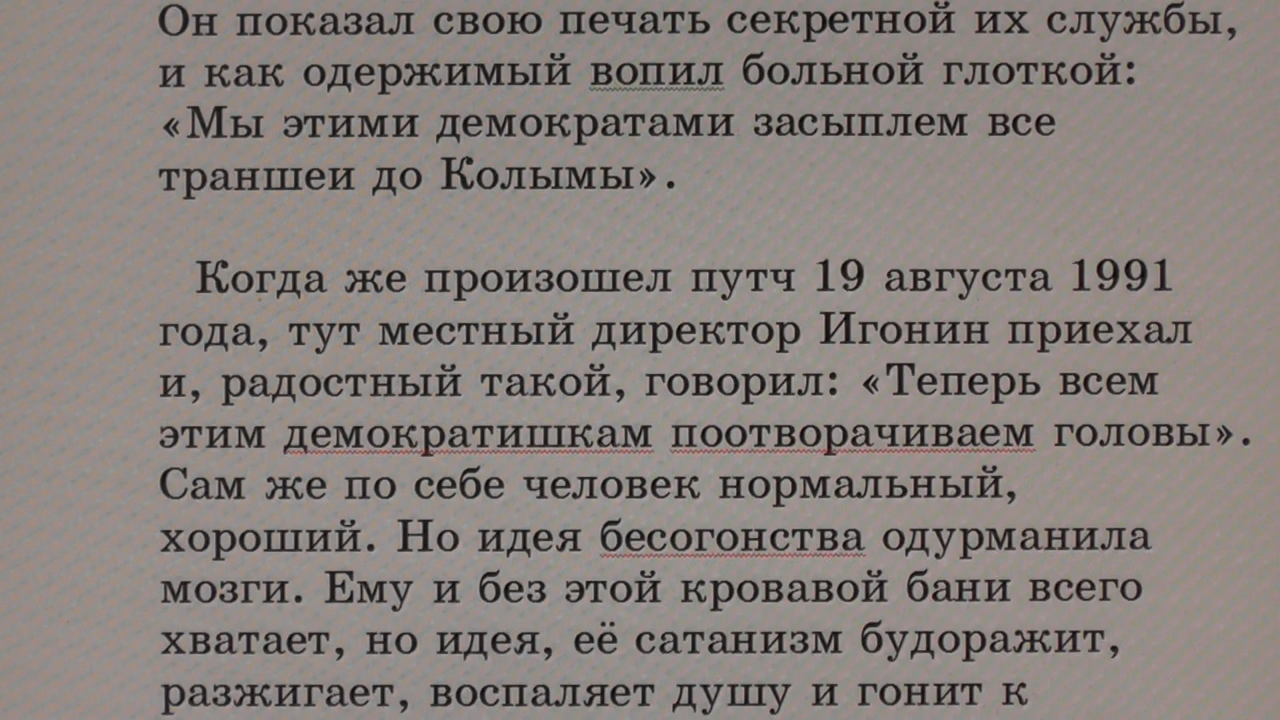 Он показал свою печать секретной их службы,
и как одержимый вопил больной глоткой:
«Мы этими демократами засыплем все
траншеи до Колымы».
Когда же произошел путч 19 августа 1991
года, тут местный директор Игонин приехал
и, радостный такой, говорил: «Теперь всем
этим демократишкам поотворачиваем головы».
Сам же по себе человек нормальный,
хороший. Но идея бесогонства одурманила
мозги. Ему и без этой кровавой бани всего
хватает, но идея, её сатанизм будоражит,
разжигает, воспаляет душу и гонит к